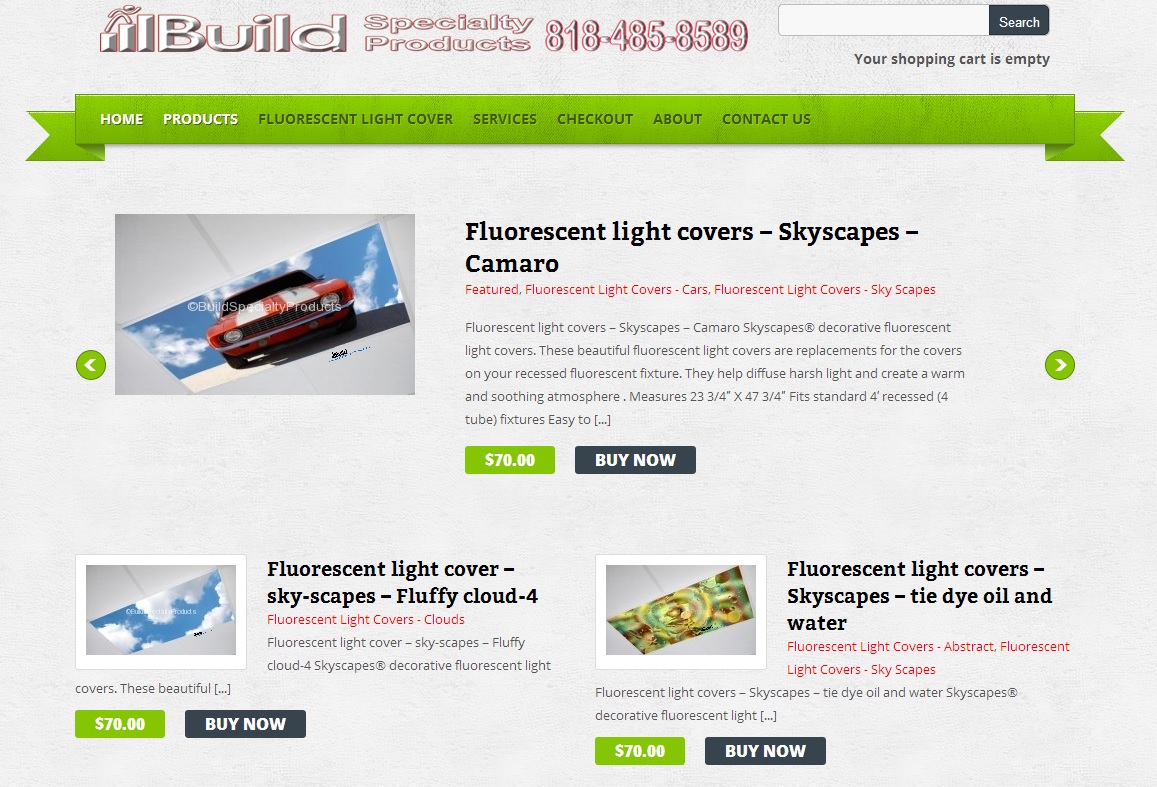 Build Specialty Products 818-485-8589
Search
Your shopping cart is empty
HOME PRODUCTS FLUORESCENT LIGHT COVER SERVICES CHECKOUT ABOUT CONTACT US
©BuildSpecialtyProducts
Fluorescent light covers – Skyscapes –
Camaro
Featured, Fluorescent Light Covers - Cars, Fluorescent Light Covers - Sky Scapes
Fluorescent light covers – Skyscapes – Camaro Skyscapes® decorative fluorescent
light covers. These beautiful fluorescent light covers are replacements for the covers
on your recessed fluorescent fixture. They help diffuse harsh light and create a warm
and soothing atmosphere . Measures 23 3/4″ X 47 3/4″ Fits standard 4′ recessed (4
tube) fixtures Easy to [...]
$70.00 BUY NOW
©BuildSpecialtyProducts
Fluorescent light cover –
sky-scapes – Fluffy cloud-4
Fluorescent Light Covers - Clouds
Fluorescent light cover – sky-scapes – Fluffy
cloud-4 Skyscapes® decorative fluorescent light
covers. These beautiful [...]
$70.00 BUY NOW
Fluorescent light covers –
Skyscapes – tie dye oil and
water
Fluorescent Light Covers - Abstract, Fluorescent
Light Covers - Sky Scapes
Fluorescent light covers – Skyscapes – tie dye oil and water Skyscapes®
decorative fluorescent light [...]
$70.00 BUY NOW